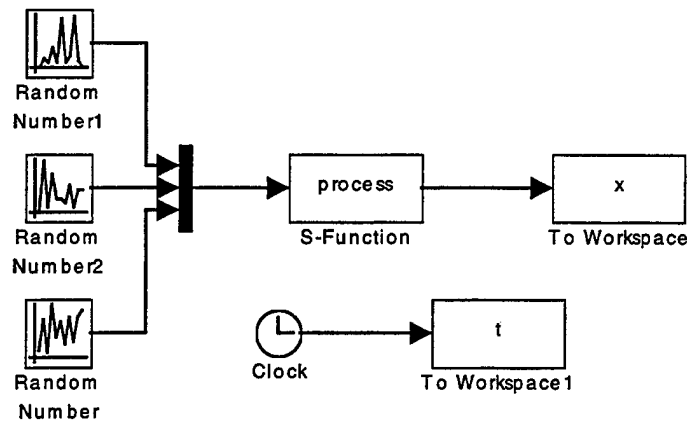 Random
Number1
Random
Number2
Random
Number
process
S-Function
x
To Workspace
Clock
t
To Workspace1